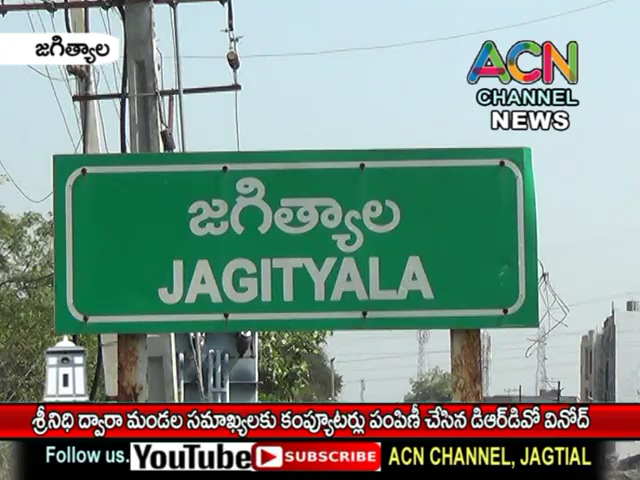 జగిత్యాల
ACN
CHANNEL
NEWS
జగిత్యాల
JAGITYALA
శ్రీనిధి ద్వారా మండల సమాఖ్యలకు కంప్యూటర్లు పంపిణీ చేసిన డిఆర్‌డివో వినోద్
Follow us. YouTube SUBSCRIBE ACN CHANNEL, JAGTIAL